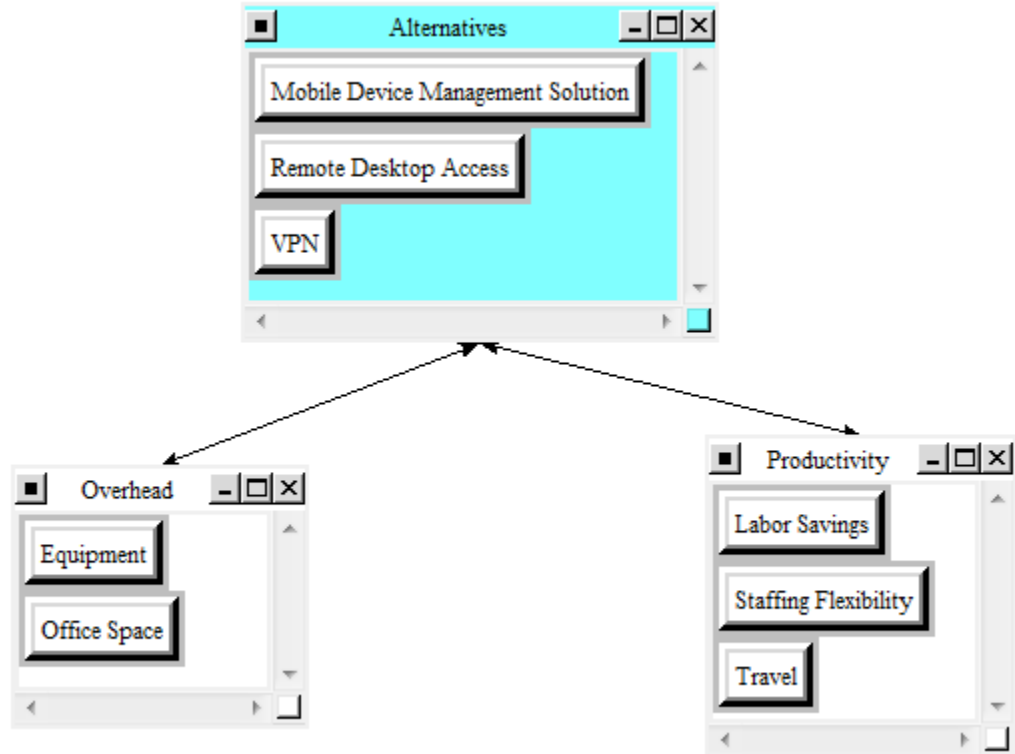 Alternatives
Mobile Device Management Solution
Remote Desktop Access
VPN
Overhead
Equipment
Office Space
Productivity
Labor Savings
Staffing Flexibility
Travel